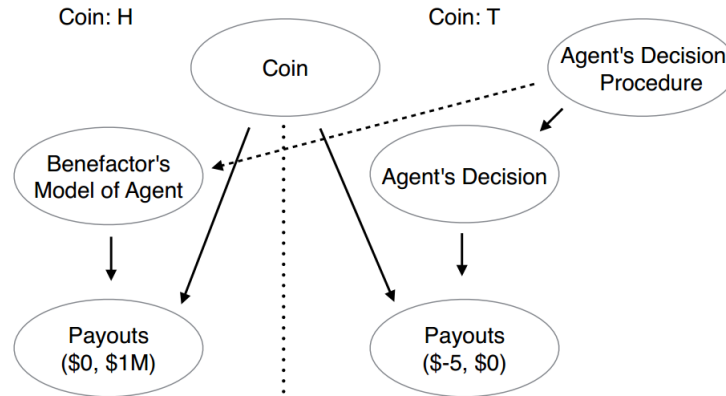 Coin: H
Coin: T
Coin
Agent's Decision
Procedure
Benefactor's
Model of Agent
Agent's Decision
Payouts
($0, $1M)
Payouts
($-5, $0)